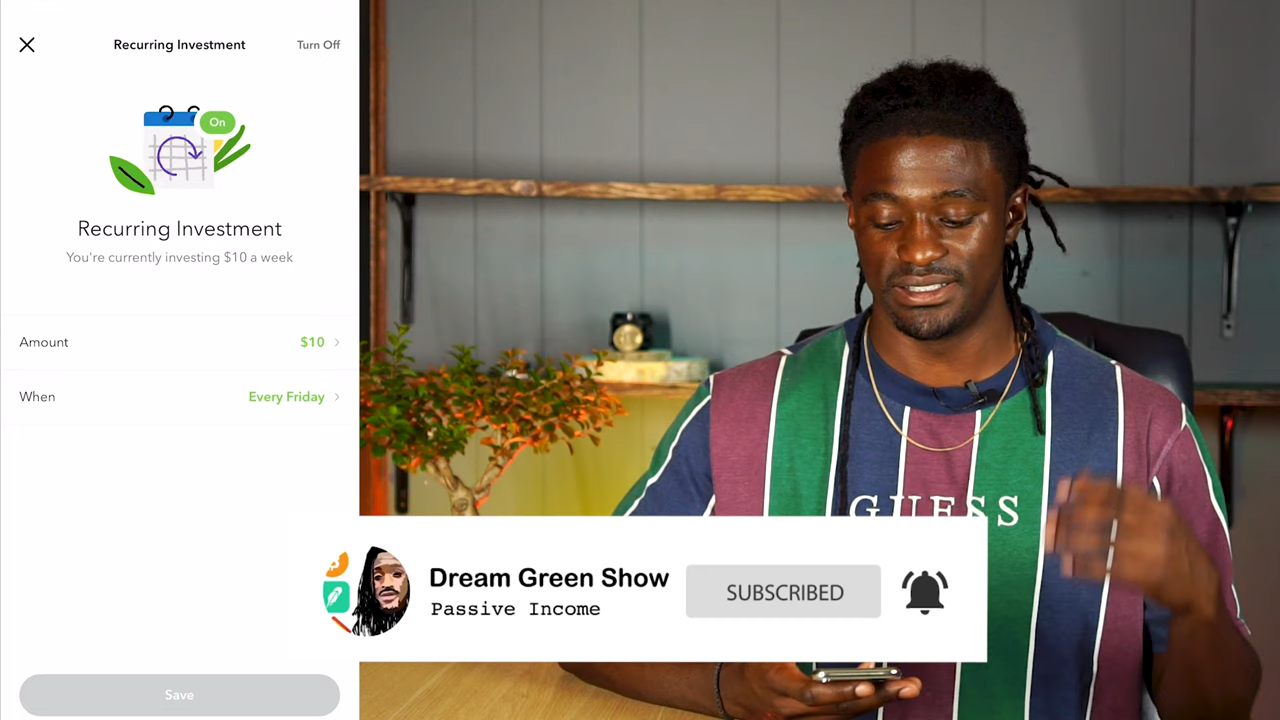 Recurring Investment
Turn Off
On
Recurring Investment
You're currently investing $10 a week
Amount
$10
When
Every Friday
Save
GUESS
Dream Green Show
Passive Income
SUBSCRIBED